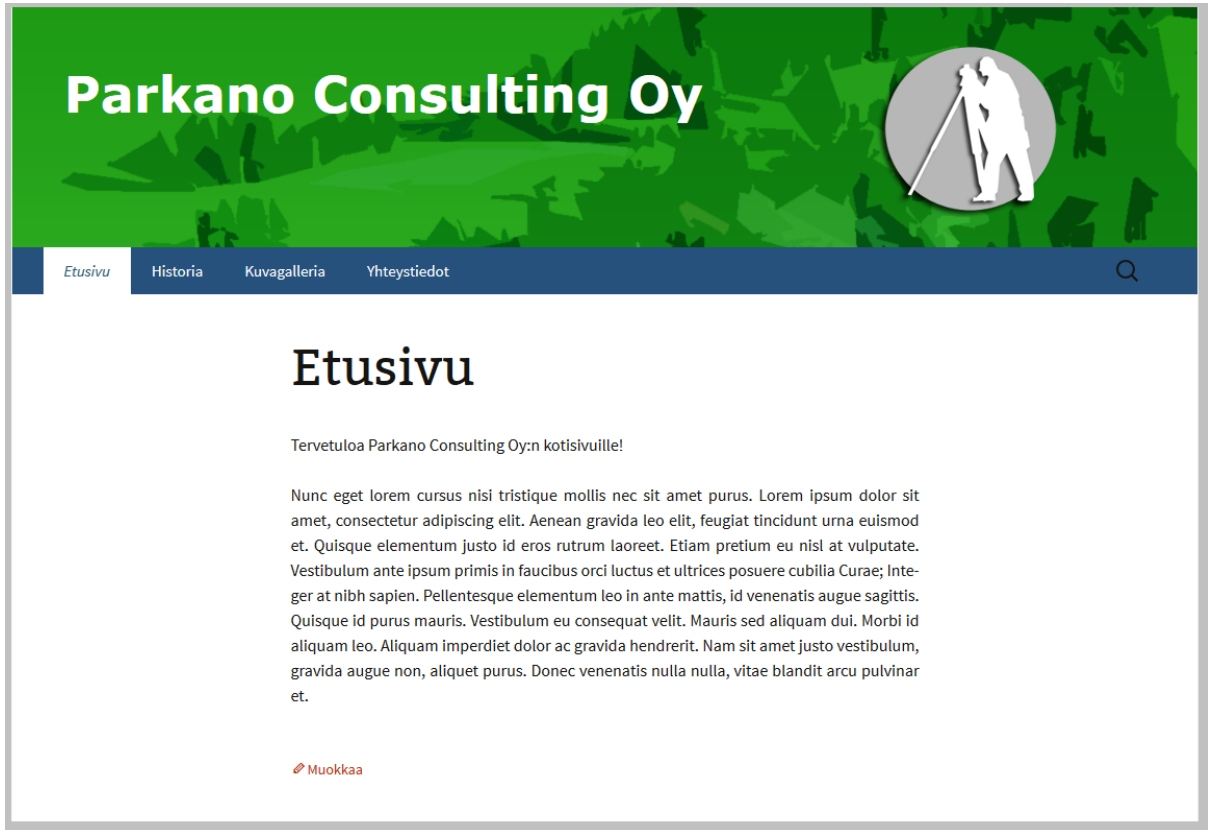 Parkano Consulting Oy
Etusivu Historia Kuvagalleria Yhteystiedot
Etusivu
Tervetuloa Parkano Consulting Oy:n kotisivuille!
Nunc eget lorem cursus nisi tristique mollis nec sit amet purus. Lorem ipsum dolor sit
amet, consectetur adipiscing elit. Aenean gravida leo elit, feugiat tincidunt urna euismod
et. Quisque elementum justo id eros rutrum laoreet. Etiam pretium eu nisl at vulputate.
Vestibulum ante ipsum primis in faucibus orci luctus et ultrices posuere cubilia Curae; Inte-
ger at nibh sapien. Pellentesque elementum leo in ante mattis, id venenatis augue sagittis.
Quisque id purus mauris. Vestibulum eu consequat velit. Mauris sed aliquam dui. Morbi id
aliquam leo. Aliquam imperdiet dolor ac gravida hendrerit. Nam sit amet justo vestibulum,
gravida augue non, aliquet purus. Donec venenatis nulla nulla, vitae blandit arcu pulvinar
et.
Muokkaa